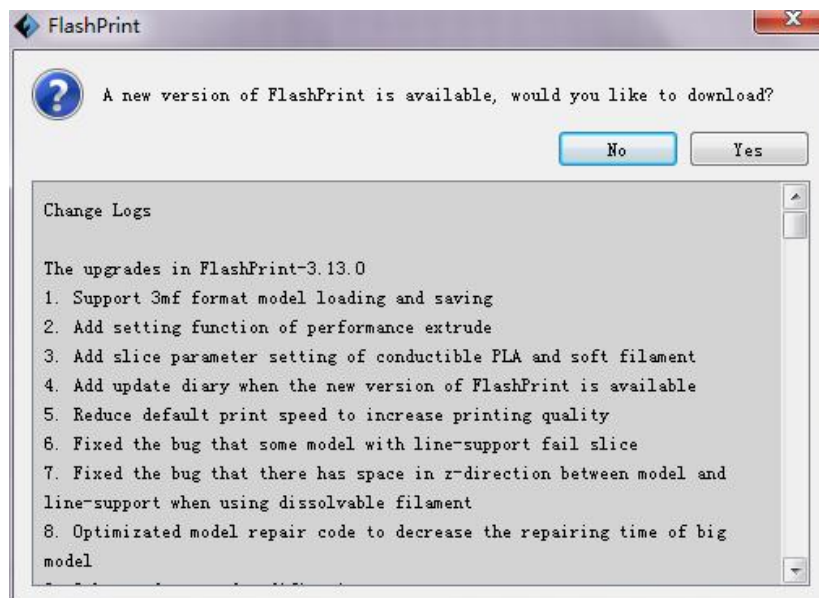 FlashPrint
A new version of FlashPrint is available, would you like to download?
No Yes
Change Logs
The upgrades in FlashPrint-3.13.0
1. Support 3mf format model loading and saving
2. Add setting function of performance extrude
3. Add slice parameter setting of conductible PLA and soft filament
4. Add update diary when the new version of FlashPrint is available
5. Reduce default print speed to increase printing quality
6. Fixed the bug that some model with line-support fail slice
7. Fixed the bug that there has space in z-direction between model and
line-support when using dissolvable filament
8. Optimizated model repair code to decrease the repairing time of big
model